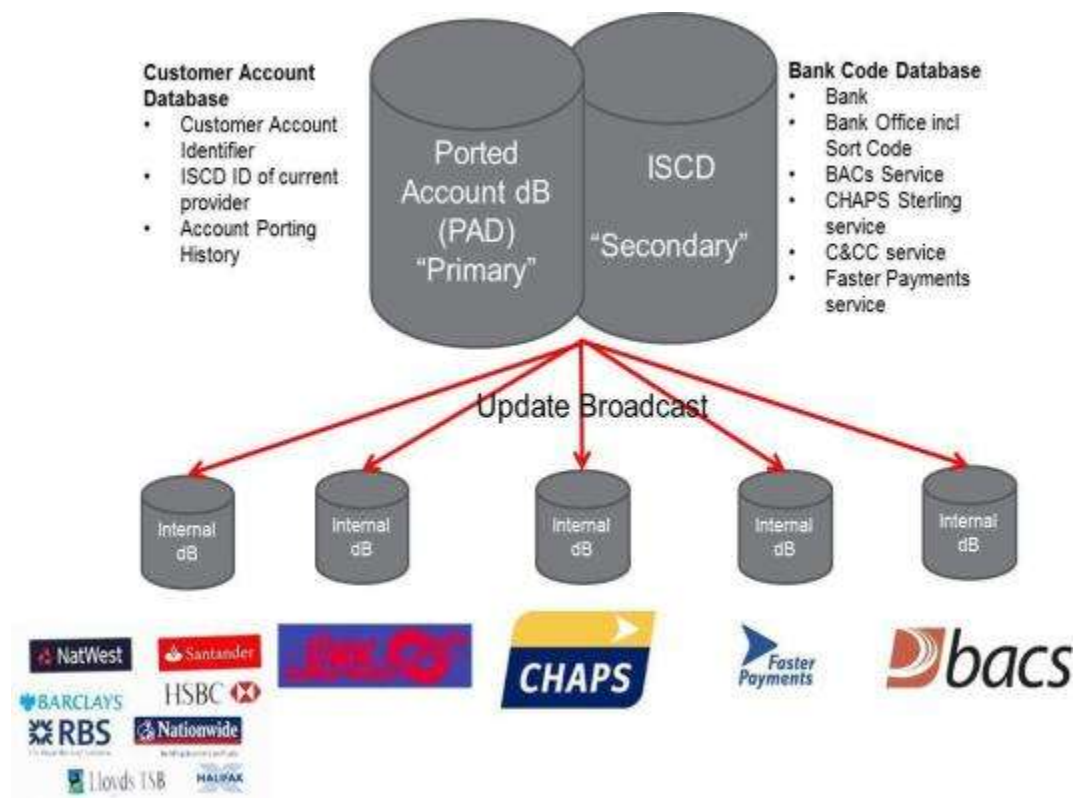 Customer Account
Database
• Customer Account
Identifier
• ISCD ID of current
provider
• Account Porting
History
Ported
Account dB
(PAD)
“Primary”
ISCD
“Secondary”
Bank Code Database
• Bank
• Bank Office incl
Sort Code
• BACs Service
• CHAPS Sterling
service
• C&CC service
• Faster Payments
service
Update Broadcast
Internal
dB
Internal
dB
Internal
dB
Internal
dB
Internal
dB
NatWest
Santander
BARCLAYS
HSBC
RBS
Nationwide
Lloyds TSB
HALIFAX
CHAPS
Faster
Payments
bacs